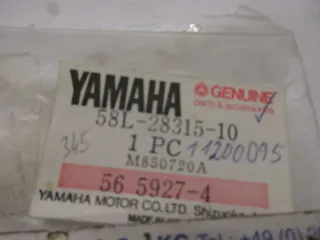 YAMAHA GENUINE
parts & accessories
58L-28315-10
345 1 PC 11200095
M850720A
56 5927-4
YAMAHA MOTOR CO., LTD. Shizuoka
MADE IN